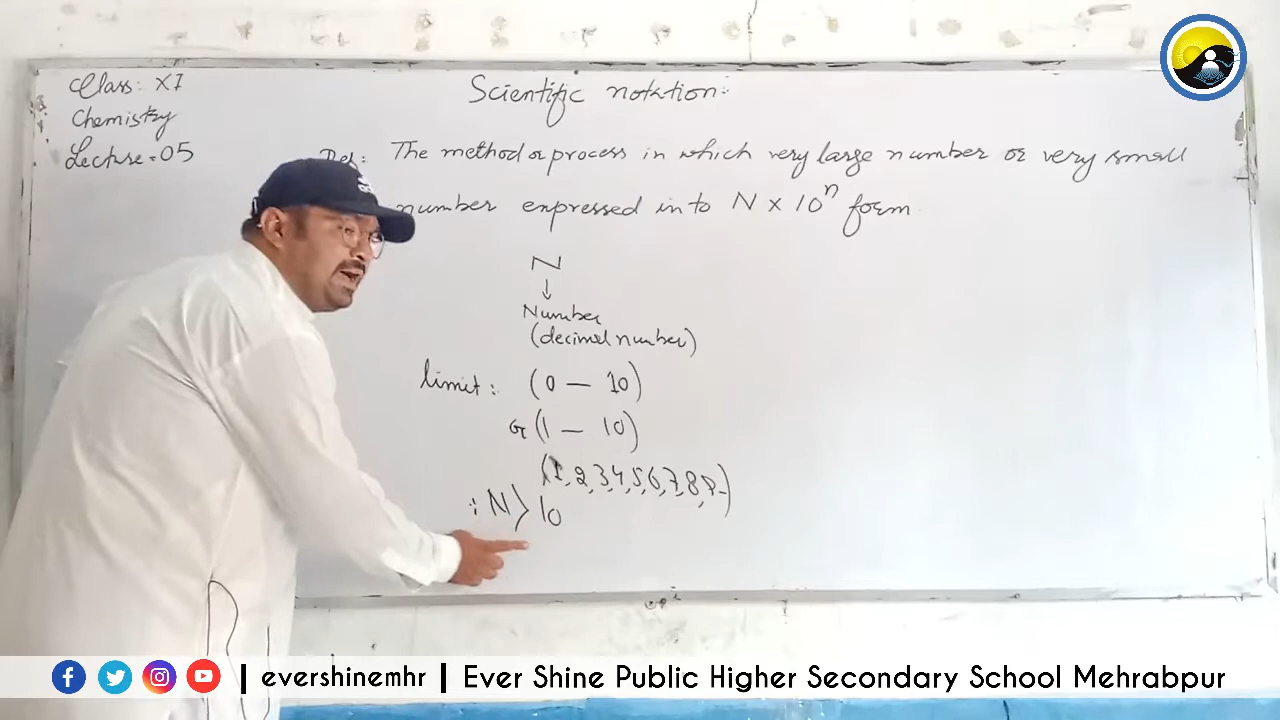 Class: XI
Chemistry
Lecture = 05
Scientific notation:
Def: The method or process in which very large number or very small
number expressed in to N × 10ⁿ form
N
↓
Number
(decimal number)
limit: (0 — 10)
or (1 — 10)
(1, 2, 3, 4, 5, 6, 7, 8, 9-)
: N > 10
| evershinemhr | Ever Shine Public Higher Secondary School Mehrabpur